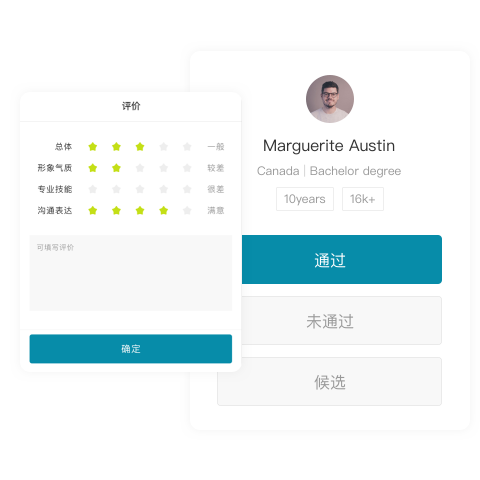 评价
总体 一般
形象气质 较差
专业技能 很差
沟通表达 满意
可填写评价
确定
Marguerite Austin
Canada | Bachelor degree
10years 16k+
通过
未通过
候选